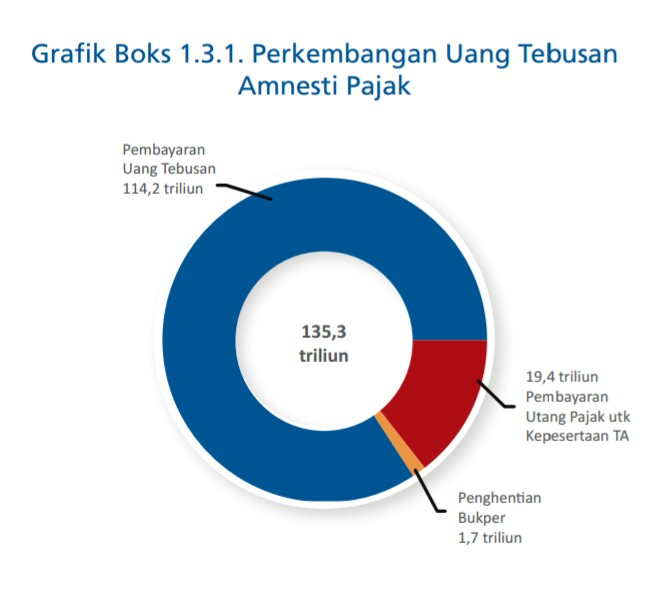 Grafik Boks 1.3.1. Perkembangan Uang Tebusan
Amnesti Pajak
Pembayaran
Uang Tebusan
114,2 triliun
135,3
triliun
19,4 triliun
Pembayaran
Utang Pajak utk
Kepesertaan TA
Penghentian
Bukper
1,7 triliun